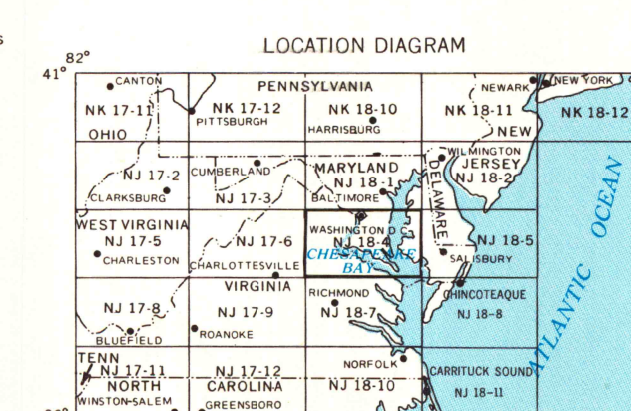 s
LOCATION DIAGRAM
82°
41°
CANTON
PENNSYLVANIA
NEWARK
NEW YORK
NK 17-11
NK 17-12
NK 18-10
NK 18-11
NK 18-12
PITTSBURGH
OHIO
HARRISBURG
NEW
WILMINGTON
CUMBERLAND
MARYLAND
JERSEY
NJ 17-2
NJ 18-1
DELAWARE
NJ 18-2
CLARKSBURG
NJ 17-3
BALTIMORE
WEST VIRGINIA
WASHINGTON D.C.
NJ 17-5
NJ 17-6
NJ 18-4
NJ 18-5
CHESAPEAKE
BAY
CHARLESTON
CHARLOTTESVILLE
SALISBURY
ATLANTIC OCEAN
VIRGINIA
RICHMOND
CHINCOTEAQUE
NJ 17-8
NJ 17-9
NJ 18-7
NJ 18-8
BLUEFIELD
ROANOKE
TENN
NORFOLK
NJ 17-11
NJ 17-12
CARRITUCK SOUND
NORTH
CAROLINA
NJ 18-10
NJ 18-11
WINSTON-SALEM
GREENSBORO